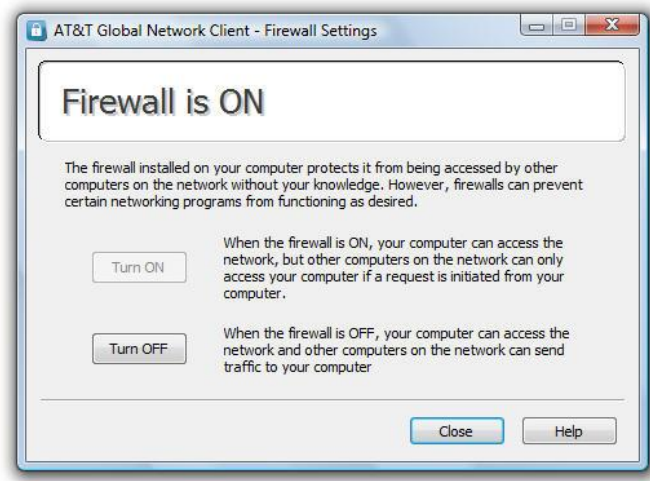 AT&T Global Network Client - Firewall Settings
Firewall is ON
The firewall installed on your computer protects it from being accessed by other
computers on the network without your knowledge. However, firewalls can prevent
certain networking programs from functioning as desired.
Turn ON
When the firewall is ON, your computer can access the
network, but other computers on the network can only
access your computer if a request is initiated from your
computer.
Turn OFF
When the firewall is OFF, your computer can access the
network and other computers on the network can send
traffic to your computer
Close
Help